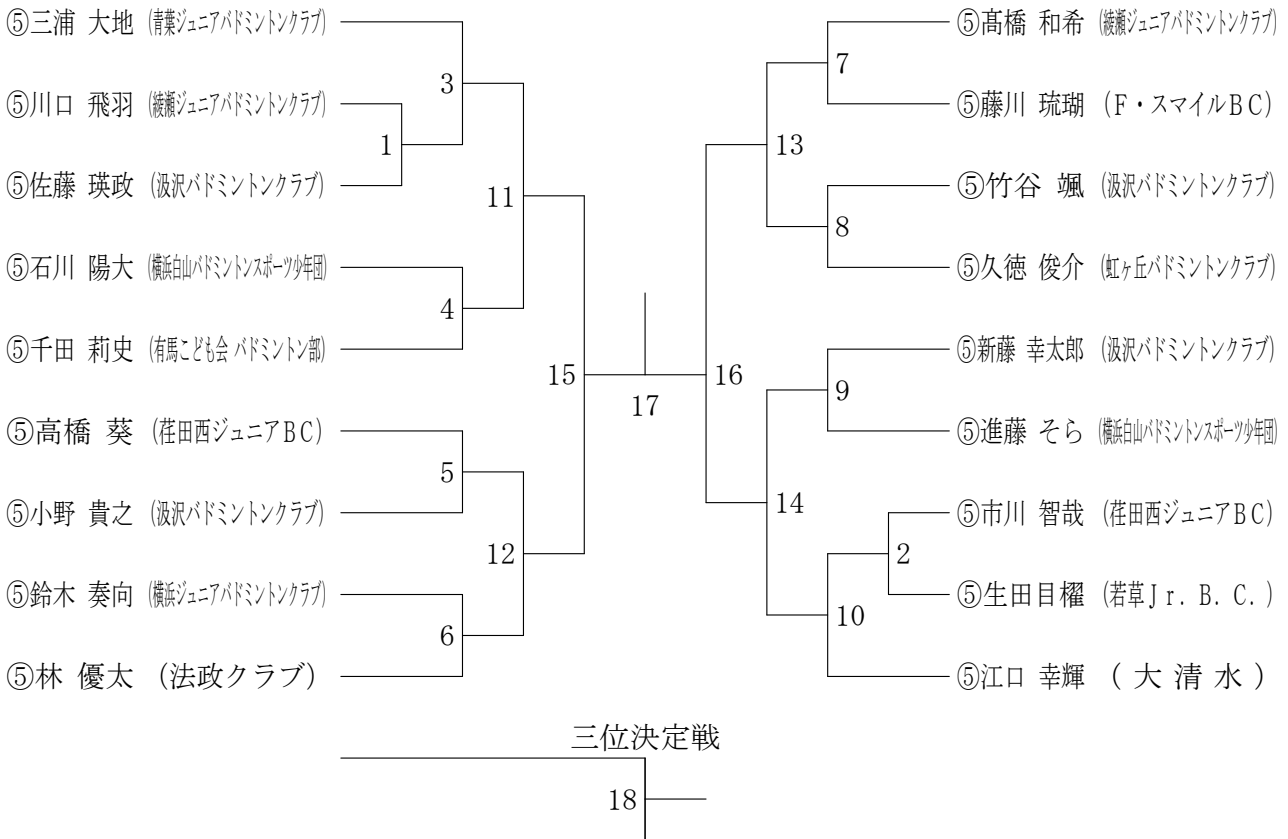 ⑤三浦 大地 (青葉ジュニアバドミントンクラブ)
3
⑤川口 飛羽 (綾瀬ジュニアバドミントンクラブ)
1
⑤佐藤 瑛政 (汲沢バドミントンクラブ)
11
⑤石川 陽大 (横浜白山バドミントンスポーツ少年団)
4
⑤千田 莉史 (有馬こども会 バドミントン部)
15
⑤高橋 葵 (荏田西ジュニアBC)
5
⑤小野 貴之 (汲沢バドミントンクラブ)
12
⑤鈴木 奏向 (横浜ジュニアバドミントンクラブ)
6
⑤林 優太 (法政クラブ)
17
⑤髙橋 和希 (綾瀬ジュニアバドミントンクラブ)
7
⑤藤川 琉瑚 (F・スマイルBC)
13
⑤竹谷 颯 (汲沢バドミントンクラブ)
8
⑤久徳 俊介 (虹ヶ丘バドミントンクラブ)
16
⑤新藤 幸太郎 (汲沢バドミントンクラブ)
9
⑤進藤 そら (横浜白山バドミントンスポーツ少年団)
14
⑤市川 智哉 (荏田西ジュニアBC)
2
⑤生田目櫂 (若草Jr. B. C.)
10
⑤江口 幸輝 (大清水)
三位決定戦
18